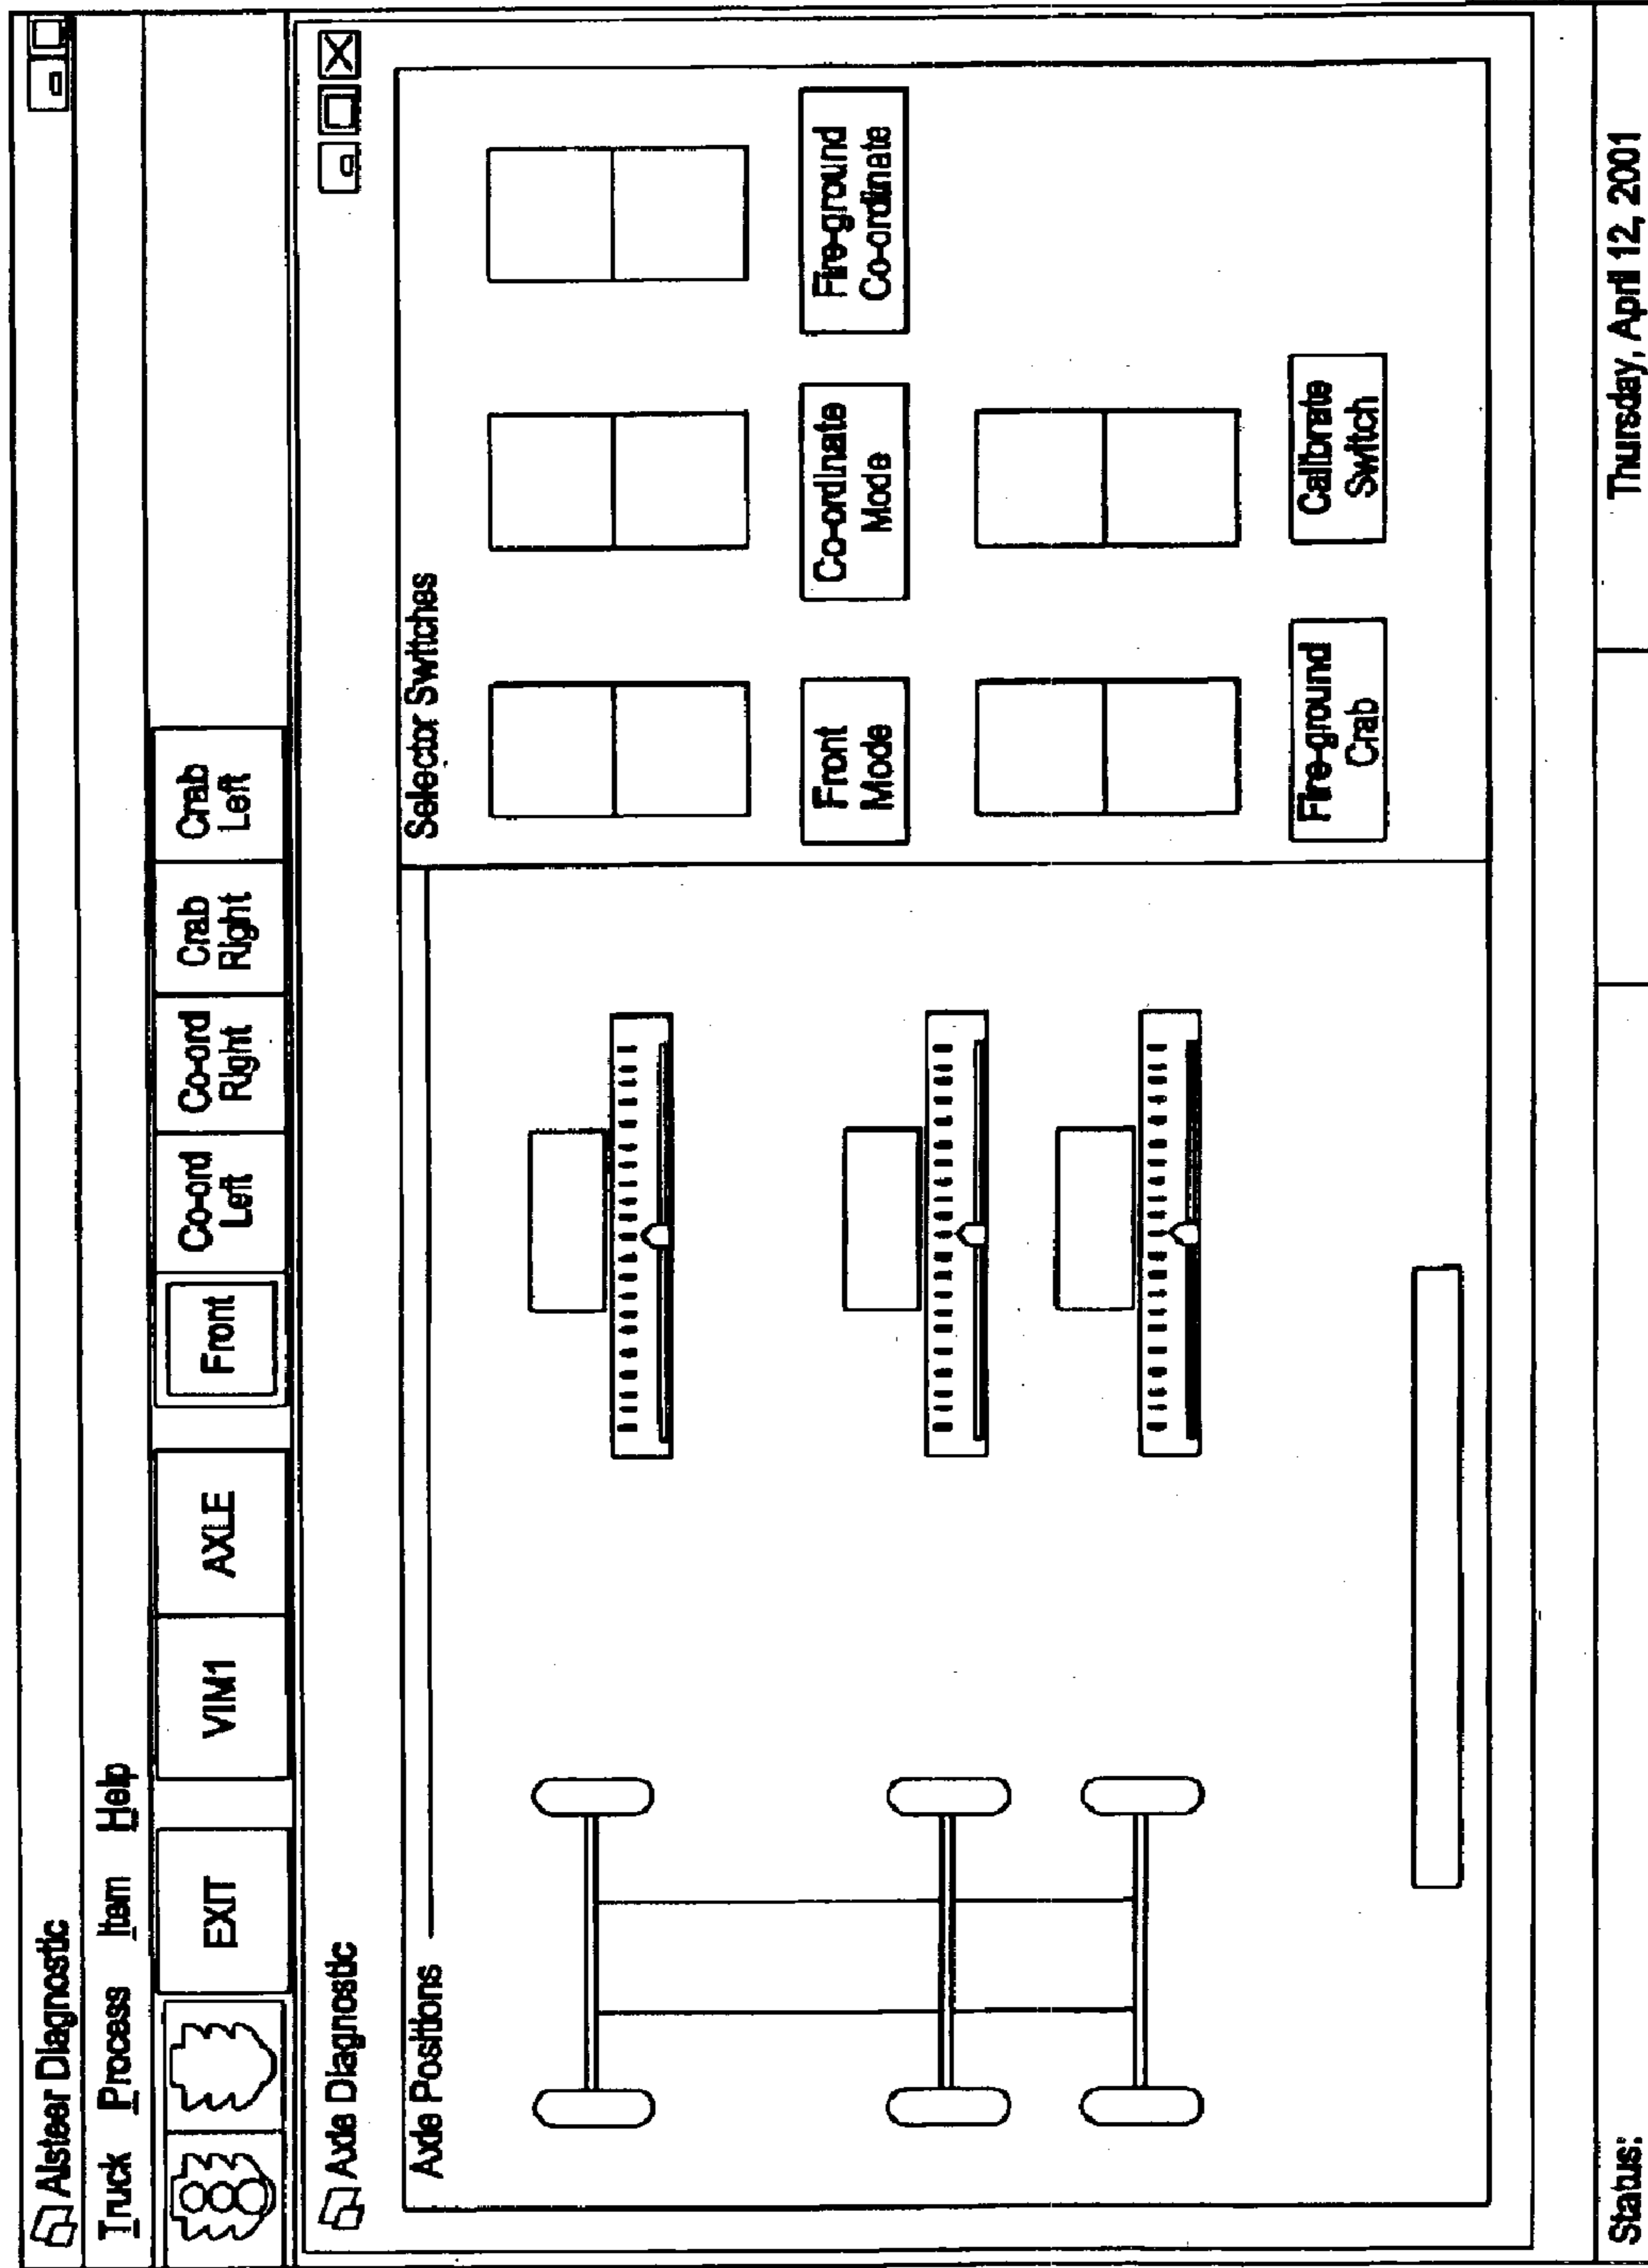 Alsteer Diagnostic
Truck Process Item Help
EXIT
VIM1
AXLE
Front
Co-ord
Left
Co-ord
Right
Crab
Right
Crab
Left
Axle Diagnostic
Axle Positions
Selector Switches
Front
Mode
Co-ordinate
Mode
Fire-ground
Co-ordinate
Fire-ground
Crab
Calibrate
Switch
Status:
Thursday, April 12, 2001